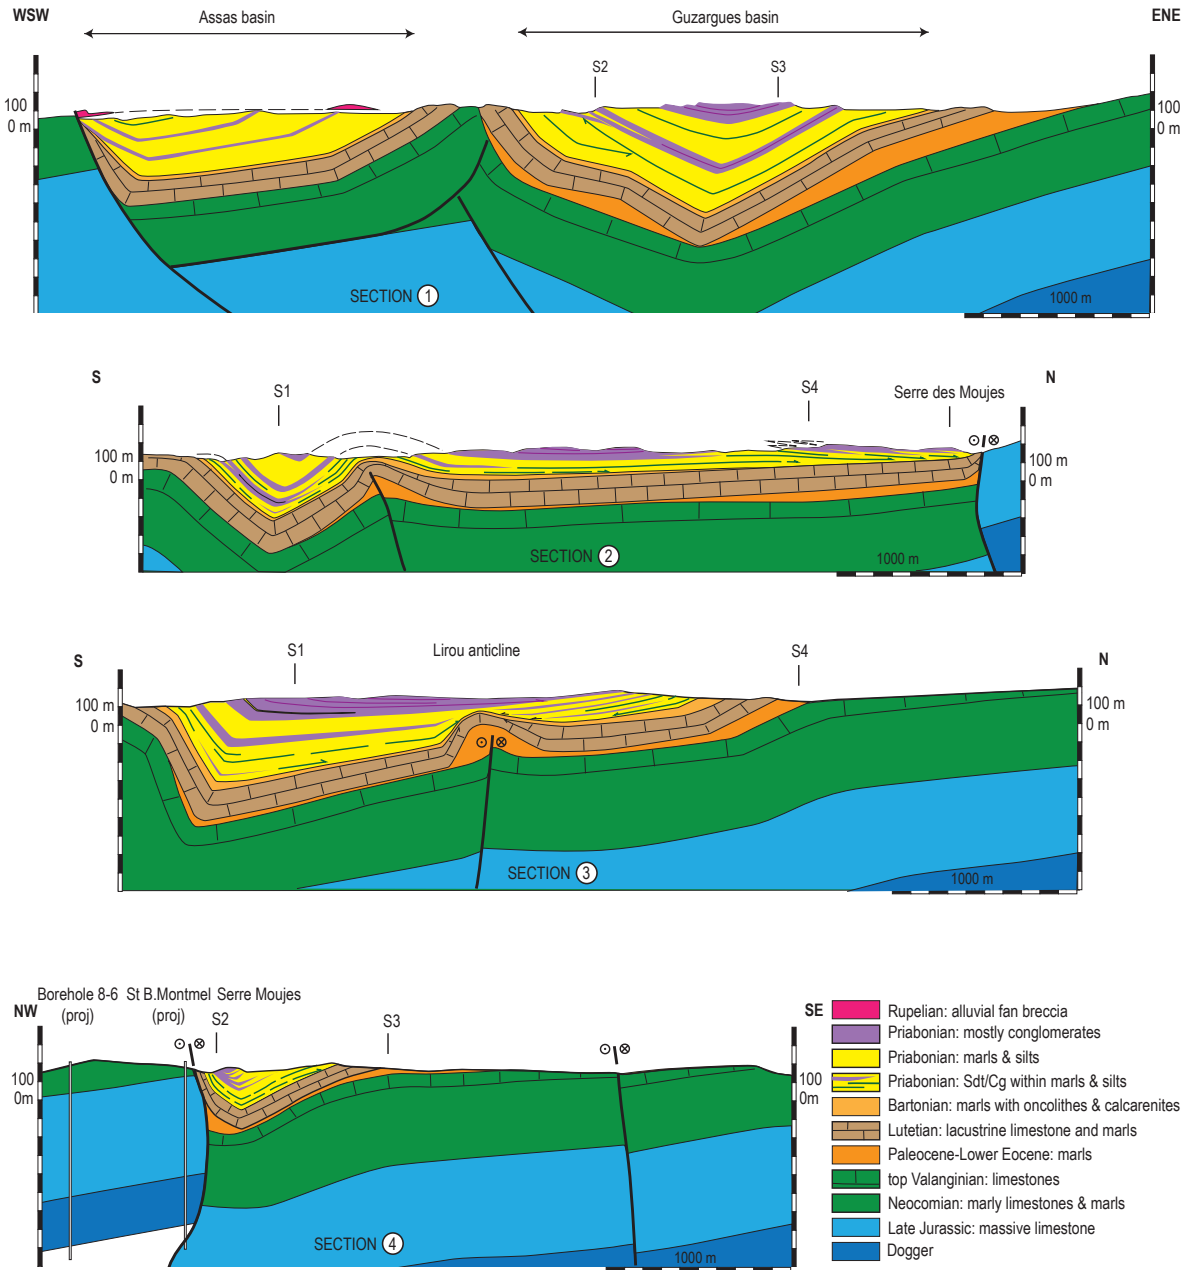 WSW
Assas basin
Guzargues basin
ENE
S2
S3
100
0 m
100
0 m
SECTION 1
1000 m
S
N
S1
S4
Serre des Moujes
100 m
0 m
100 m
0 m
SECTION 2
1000 m
S
S1
Lirou anticline
S4
N
100 m
0 m
100 m
0 m
SECTION 3
1000 m
Borehole 8-6 St B.Montmel Serre Moujes
NW (proj) (proj) S2
S3
SE
100
0m
100
0m
SECTION 4
1000 m
Rupelian: alluvial fan breccia
Priabonian: mostly conglomerates
Priabonian: marls & silts
Priabonian: Sdt/Cg within marls & silts
Bartonian: marls with oncolithes & calcarenites
Lutetian: lacustrine limestone and marls
Paleocene-Lower Eocene: marls
top Valanginian: limestones
Neocomian: marly limestones & marls
Late Jurassic: massive limestone
Dogger